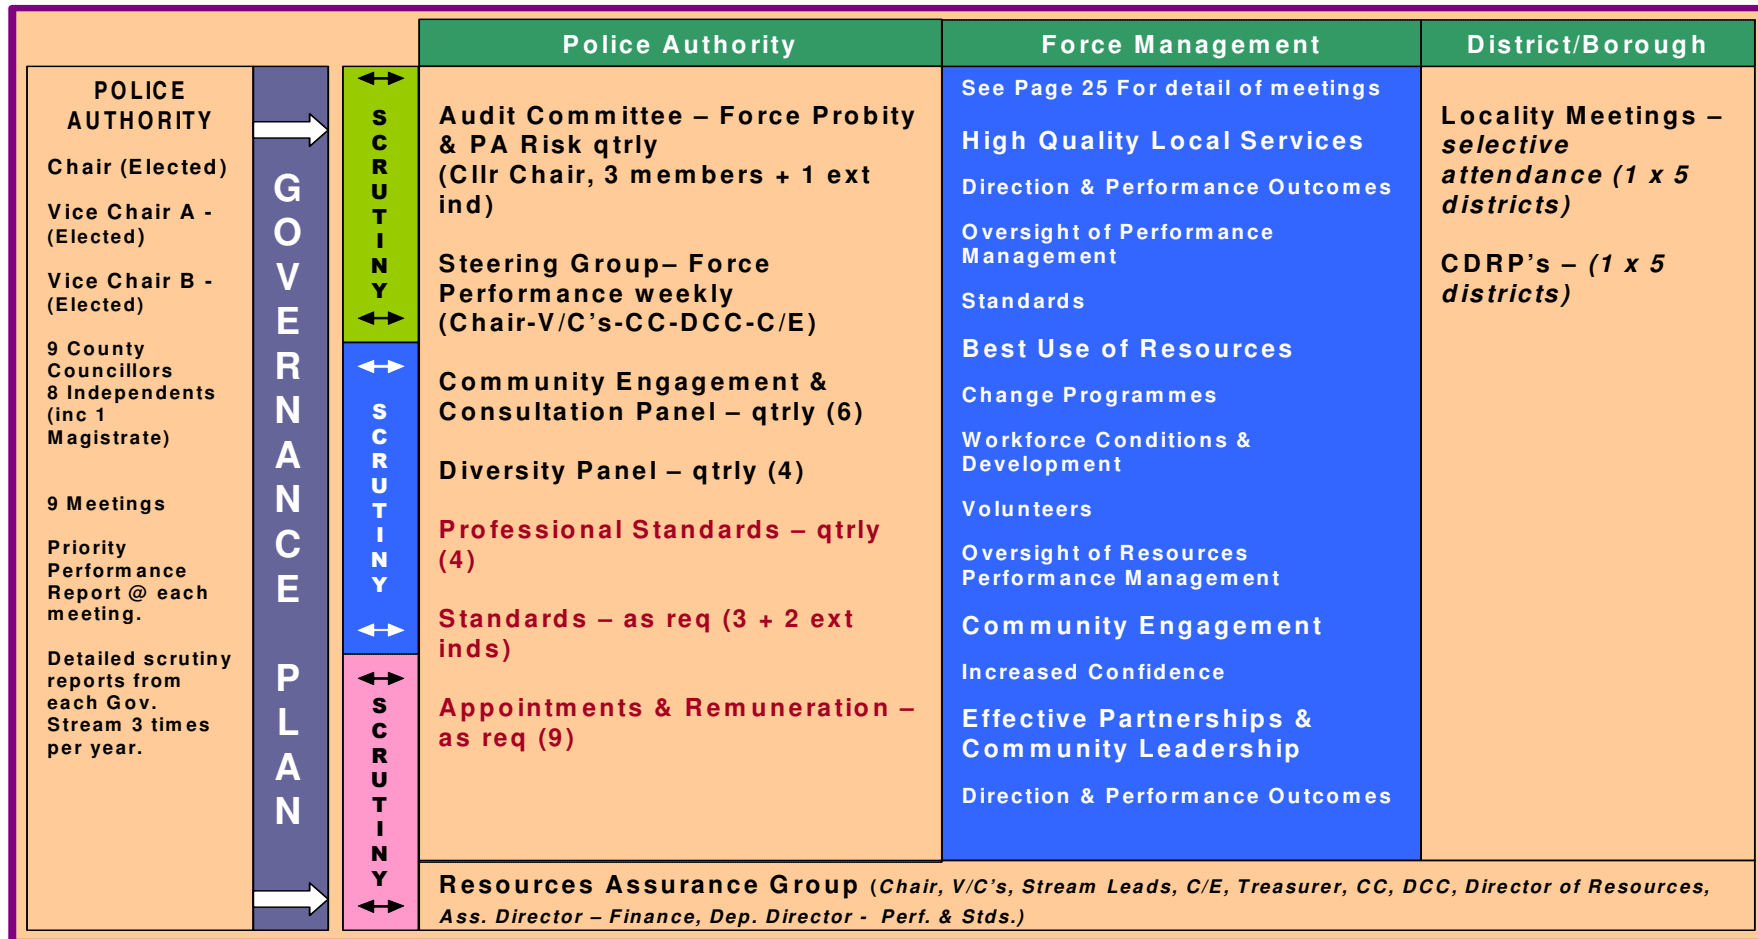 Police Authority
Force Management
District/Borough
POLICE
AUTHORITY
Chair (Elected)
Vice Chair A -
(Elected)
Vice Chair B -
(Elected)
9 County
Councillors
8 Independents
(inc 1
Magistrate)
9 Meetings
Priority
Performance
Report @ each
meeting.
Detailed scrutiny
reports from
each Gov.
Stream 3 times
per year.
GOVERNANCE PLAN
SCRUTINY
SCRUTINY
SCRUTINY
Audit Committee – Force Probity
& PA Risk qtrly
(Cllr Chair, 3 members + 1 ext
ind)
Steering Group– Force
Performance weekly
(Chair-V/C's-CC-DCC-C/E)
Community Engagement &
Consultation Panel – qtrly (6)
Diversity Panel – qtrly (4)
Professional Standards – qtrly
(4)
Standards – as req (3 + 2 ext
inds)
Appointments & Remuneration –
as req (9)
See Page 25 For detail of meetings
High Quality Local Services
Direction & Performance Outcomes
Oversight of Performance
Management
Standards
Best Use of Resources
Change Programmes
Workforce Conditions &
Development
Volunteers
Oversight of Resources
Performance Management
Community Engagement
Increased Confidence
Effective Partnerships &
Community Leadership
Direction & Performance Outcomes
Locality Meetings –
selective
attendance (1 x 5
districts)
CDRP's – (1 x 5
districts)
Resources Assurance Group (Chair, V/C's, Stream Leads, C/E, Treasurer, CC, DCC, Director of Resources,
Ass. Director – Finance, Dep. Director - Perf. & Stds.)